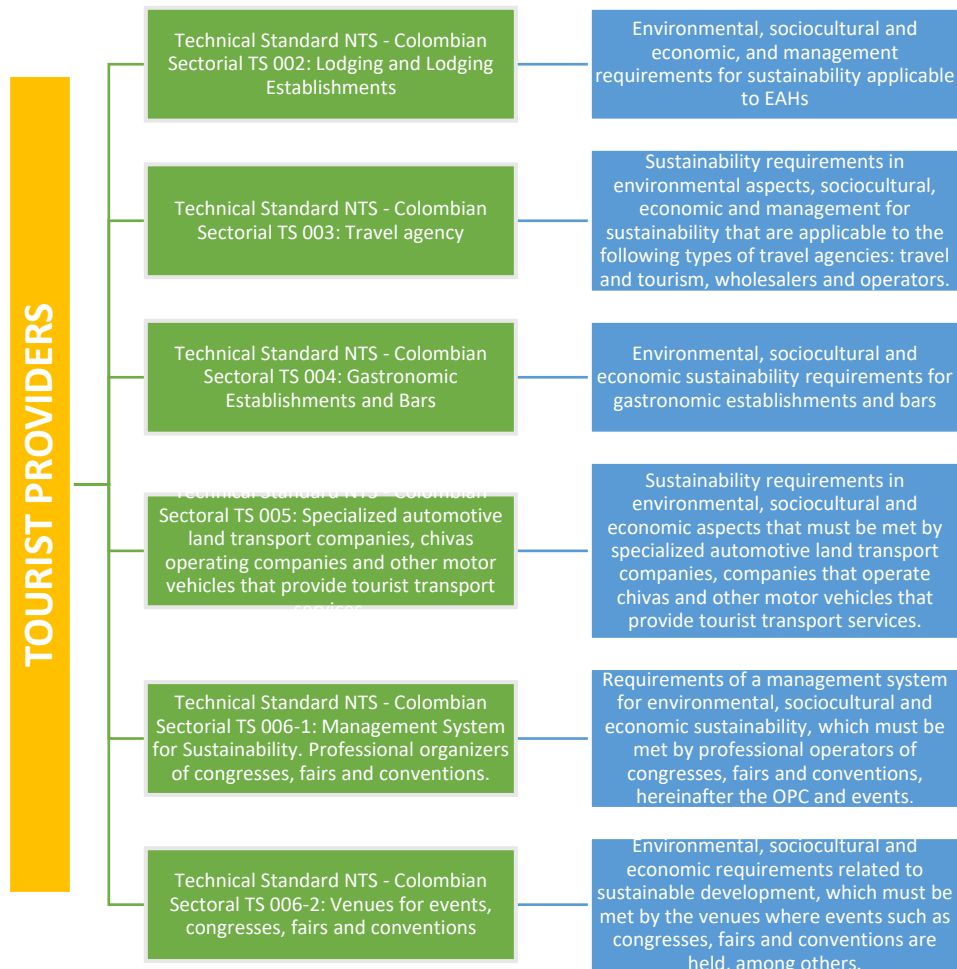 TOURIST PROVIDERS
Technical Standard NTS - Colombian
Sectorial TS 002: Lodging and Lodging
Establishments
Environmental, sociocultural and
economic, and management
requirements for sustainability applicable
to EAHs
Technical Standard NTS - Colombian
Sectorial TS 003: Travel agency
Sustainability requirements in
environmental aspects, sociocultural,
economic and management for
sustainability that are applicable to the
following types of travel agencies: travel
and tourism, wholesalers and operators.
Technical Standard NTS - Colombian
Sectoral TS 004: Gastronomic
Establishments and Bars
Environmental, sociocultural and
economic sustainability requirements for
gastronomic establishments and bars
Technical Standard NTS - Colombian
Sectoral TS 005: Specialized automotive
land transport companies, chivas
operating companies and other motor
vehicles that provide tourist transport
services
Sustainability requirements in
environmental, sociocultural and
economic aspects that must be met by
specialized automotive land transport
companies, companies that operate
chivas and other motor vehicles that
provide tourist transport services.
Technical Standard NTS - Colombian
Sectorial TS 006-1: Management System
for Sustainability. Professional organizers
of congresses, fairs and conventions.
Requirements of a management system
for environmental, sociocultural and
economic sustainability, which must be
met by professional operators of
congresses, fairs and conventions,
hereinafter the OPC and events.
Technical Standard NTS - Colombian
Sectoral TS 006-2: Venues for events,
congresses, fairs and conventions
Environmental, sociocultural and
economic requirements related to
sustainable development, which must be
met by the venues where events such as
congresses, fairs and conventions are
held, among others.